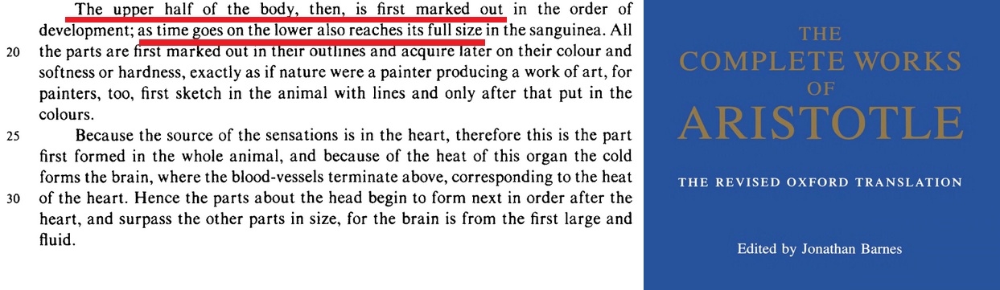 The upper half of the body, then, is first marked out in the order of
development; as time goes on the lower also reaches its full size in the sanguinea. All
20 the parts are first marked out in their outlines and acquire later on their colour and
softness or hardness, exactly as if nature were a painter producing a work of art, for
painters, too, first sketch in the animal with lines and only after that put in the
colours.
25 Because the source of the sensations is in the heart, therefore this is the part
first formed in the whole animal, and because of the heat of this organ the cold
forms the brain, where the blood-vessels terminate above, corresponding to the heat
30 of the heart. Hence the parts about the head begin to form next in order after the
heart, and surpass the other parts in size, for the brain is from the first large and
fluid.
THE
COMPLETE WORKS
OF
ARISTOTLE
THE REVISED OXFORD TRANSLATION
Edited by Jonathan Barnes